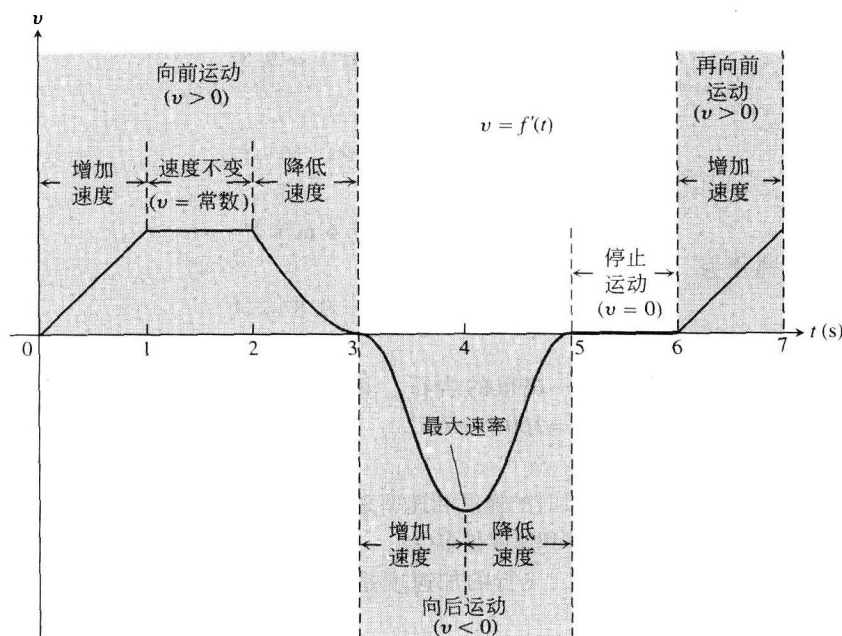 v
向前运动
(v > 0)
再向前
运动
(v > 0)
v = f'(t)
增加
速度
速度不变
(v = 常数)
降低
速度
增加
速度
停止
运动
(v = 0)
0
1
2
3
4
5
6
7
t (s)
最大速率
增加
速度
降低
速度
向后运动
(v < 0)